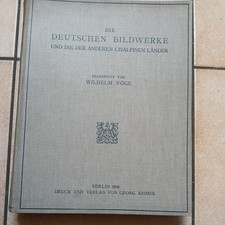 DIE
DEUTSCHEN BILDWERKE
UND DIE DER ANDEREN CISALPINEN LÄNDER
BEARBEITET VON
WILHELM VÖGE
BERLIN 1910
DRUCK UND VERLAG VON GEORG REIMER